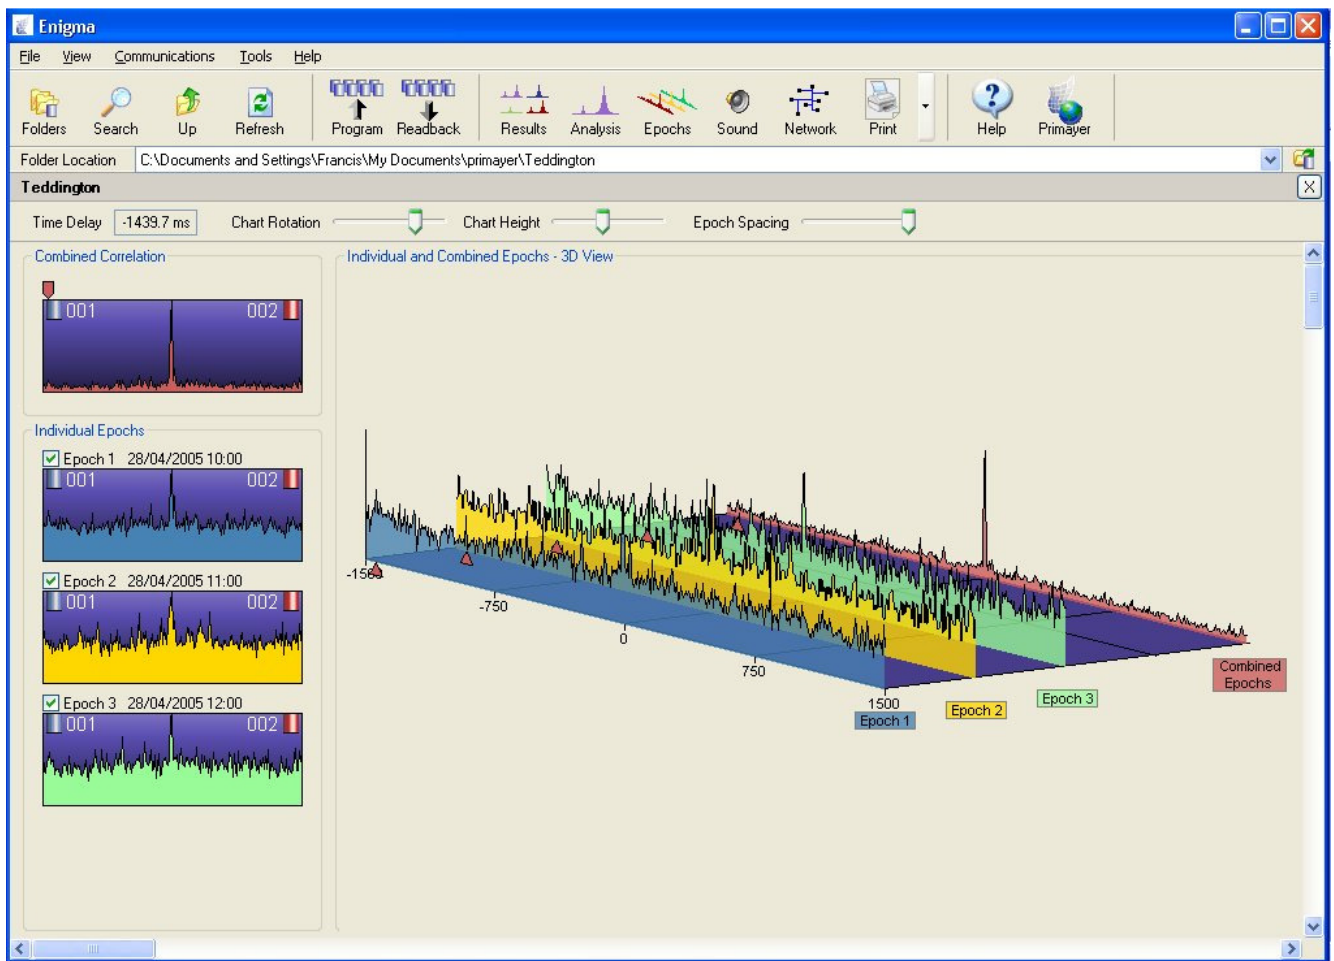 Enigma
File View Communications Tools Help
Folders Search Up Refresh Program Readback Results Analysis Epochs Sound Network Print Help Primayer
Folder Location C:\Documents and Settings\Francis\My Documents\primayer\Teddington
Teddington
Time Delay -1439.7 ms Chart Rotation Chart Height Epoch Spacing
Combined Correlation
001 002
Individual Epochs
Epoch 1 28/04/2005 10:00
001 002
Epoch 2 28/04/2005 11:00
001 002
Epoch 3 28/04/2005 12:00
001 002
Individual and Combined Epochs - 3D View
-1500
-750
0
750
1500
Epoch 1
Epoch 2
Epoch 3
Combined
Epochs